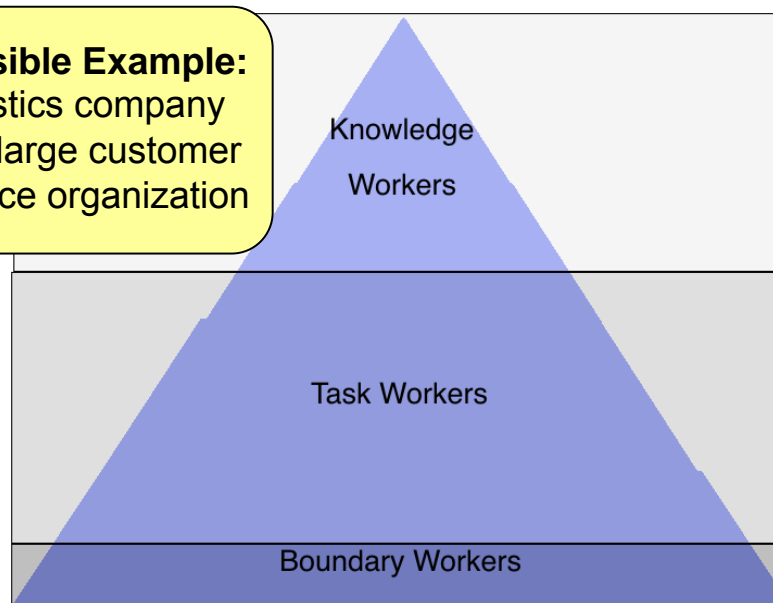 sible Example:
stics company
large customer
ce organization
Knowledge
Workers
Task Workers
Boundary Workers